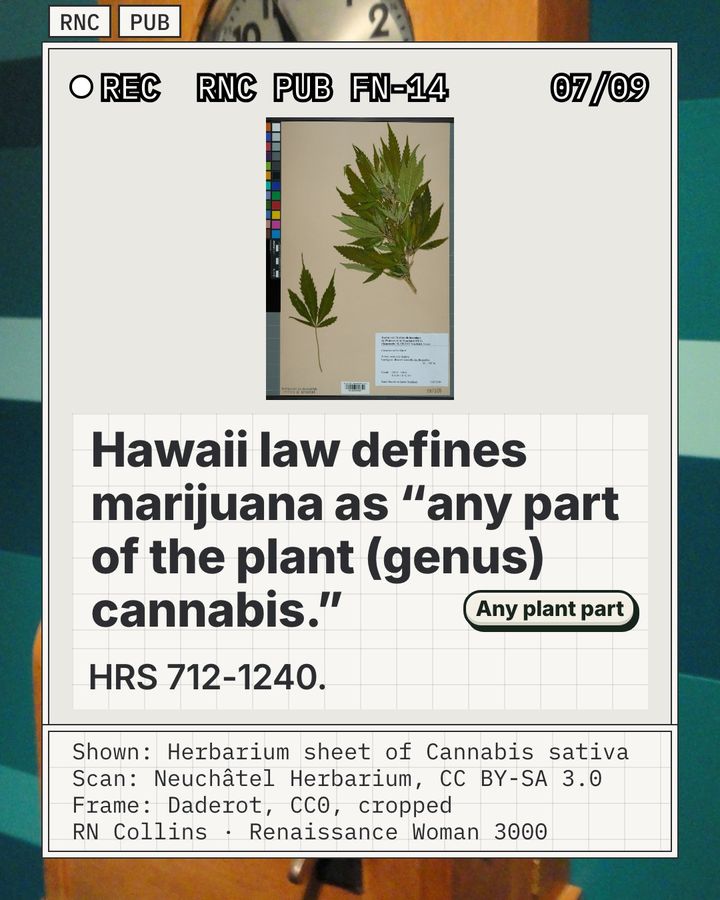 RNC PUB
REC RNC PUB FN-14 07/09
Hawaii law defines
marijuana as “any part
of the plant (genus)
cannabis.”
Any plant part
HRS 712-1240.
Shown: Herbarium sheet of Cannabis sativa
Scan: Neuchâtel Herbarium, CC BY-SA 3.0
Frame: Daderot, CC0, cropped
RN Collins · Renaissance Woman 3000